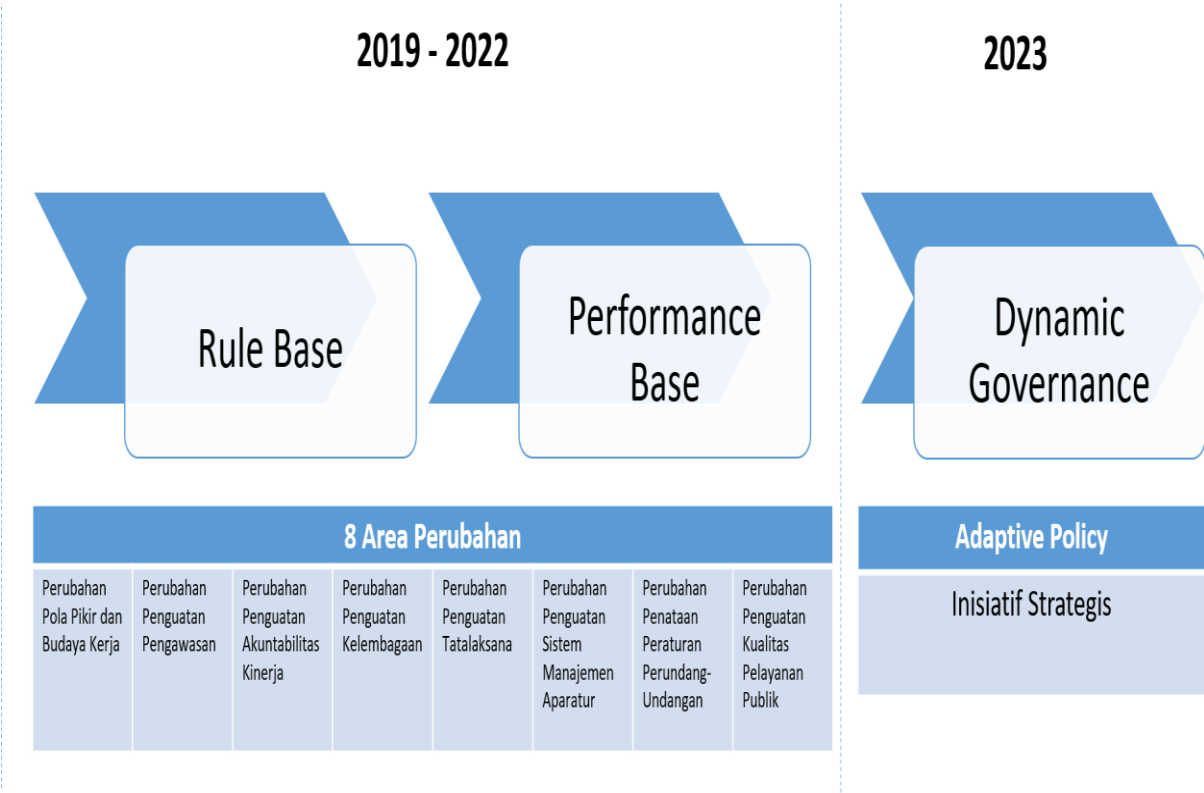 2019 - 2022
2023
Rule Base
Performance
Base
Dynamic
Governance
8 Area Perubahan
Perubahan
Pola Pikir dan
Budaya Kerja
Perubahan
Penguatan
Pengawasan
Perubahan
Penguatan
Akuntabilitas
Kinerja
Perubahan
Penguatan
Kelembagaan
Perubahan
Penguatan
Tatalaksana
Perubahan
Penguatan
Sistem
Manajemen
Aparatur
Perubahan
Penataan
Peraturan
Perundang-
Undangan
Perubahan
Penguatan
Kualitas
Pelayanan
Publik
Adaptive Policy
Inisiatif Strategis